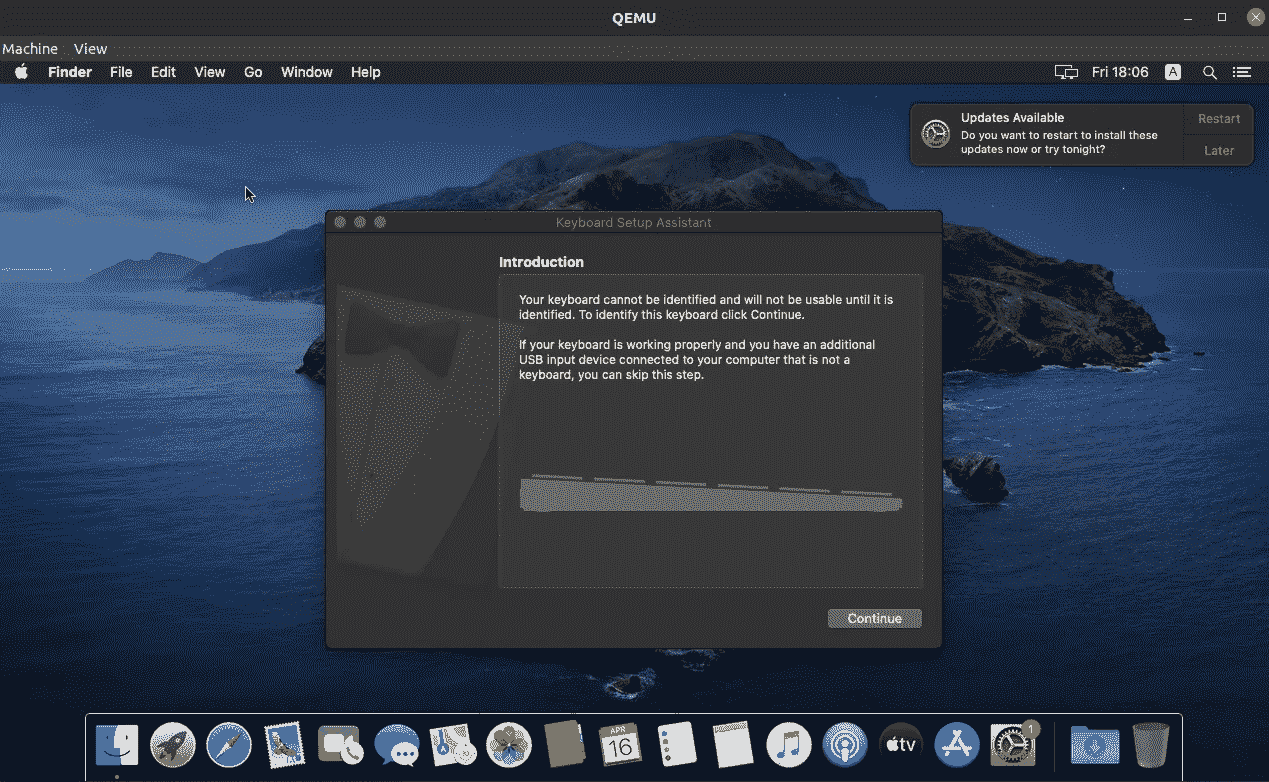 QEMU
Machine View
Finder File Edit View Go Window Help
Fri 18:06 A
Updates Available
Do you want to restart to install these
updates now or try tonight?
Restart
Later
Keyboard Setup Assistant
Introduction
Your keyboard cannot be identified and will not be usable until it is
identified. To identify this keyboard click Continue.
If your keyboard is working properly and you have an additional
USB input device connected to your computer that is not a
keyboard, you can skip this step.
Continue
APR
16
tv
1